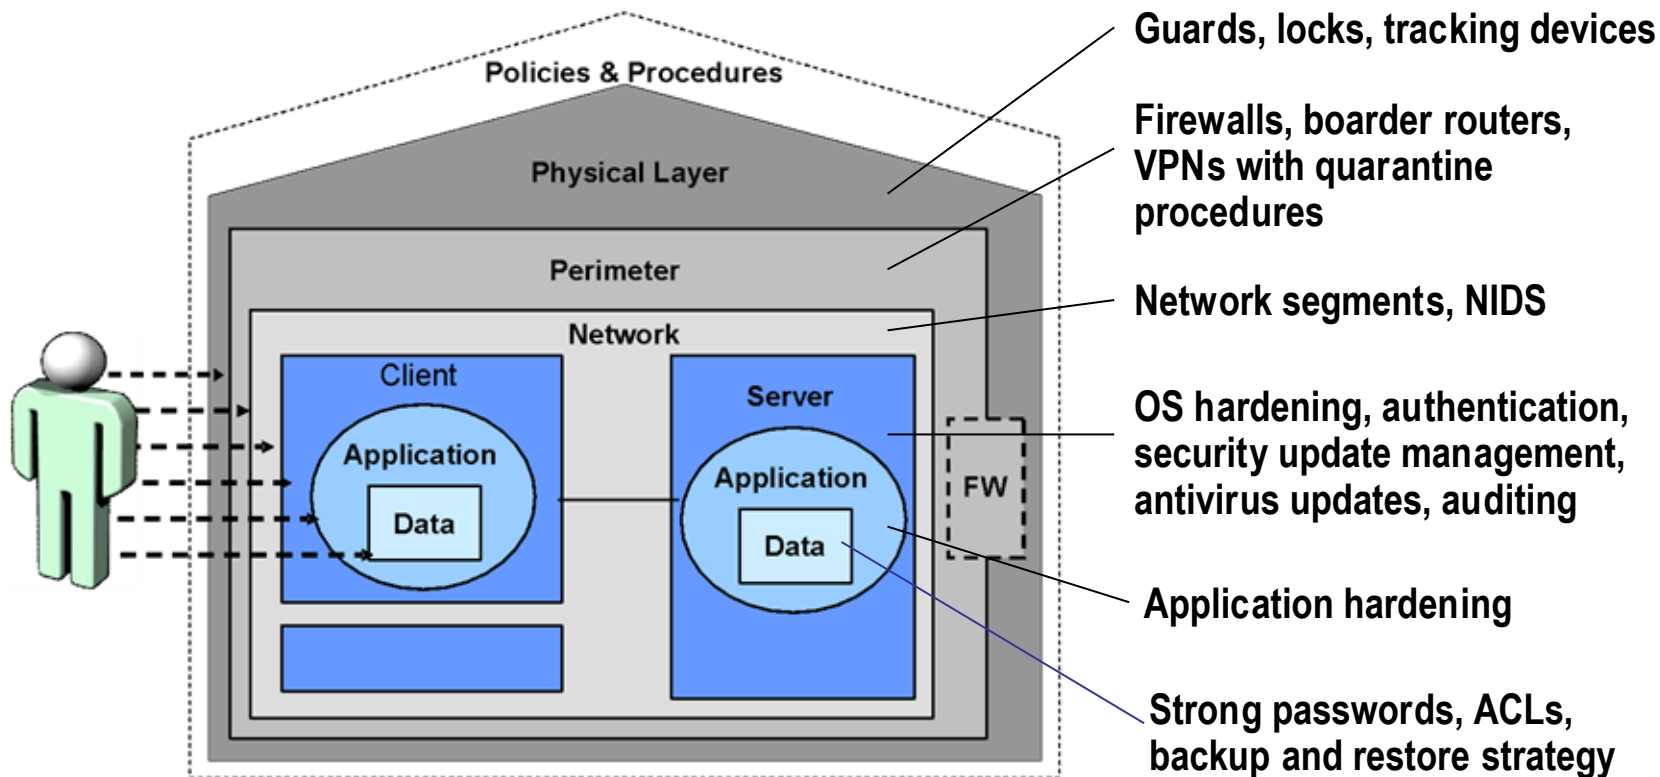 Guards, locks, tracking devices
Policies & Procedures
Firewalls, boarder routers,
VPNs with quarantine
procedures
Physical Layer
Perimeter
Network segments, NIDS
Network
Client
Server
OS hardening, authentication,
security update management,
antivirus updates, auditing
Application
Data
Application
Data
FW
Application hardening
Strong passwords, ACLs,
backup and restore strategy